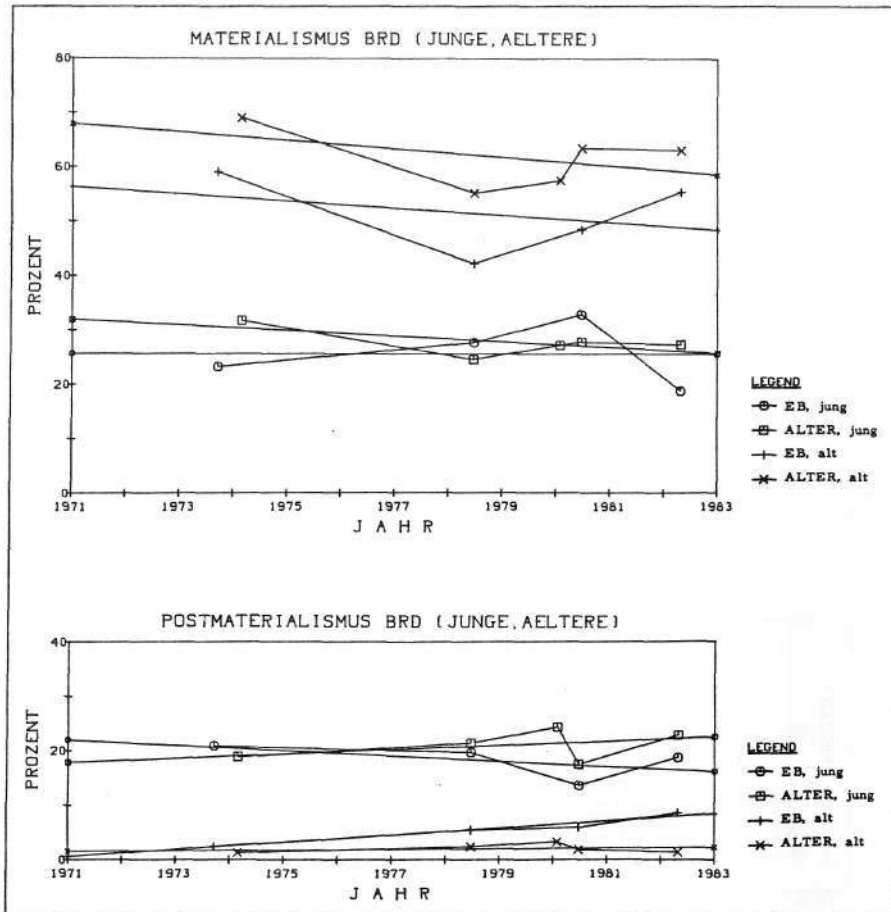 MATERIALISMUS BRD (JUNGE,AELTERE)
80
60
40
20
0
PROZENT
1971 1973 1975 1977 1979 1981 1983
JAHR
LEGEND
EB, jung
ALTER, jung
EB, alt
ALTER, alt
POSTMATERIALISMUS BRD (JUNGE,AELTERE)
40
20
0
PROZENT
1971 1973 1975 1977 1979 1981 1983
JAHR
LEGEND
EB, jung
ALTER, jung
EB, alt
ALTER, alt